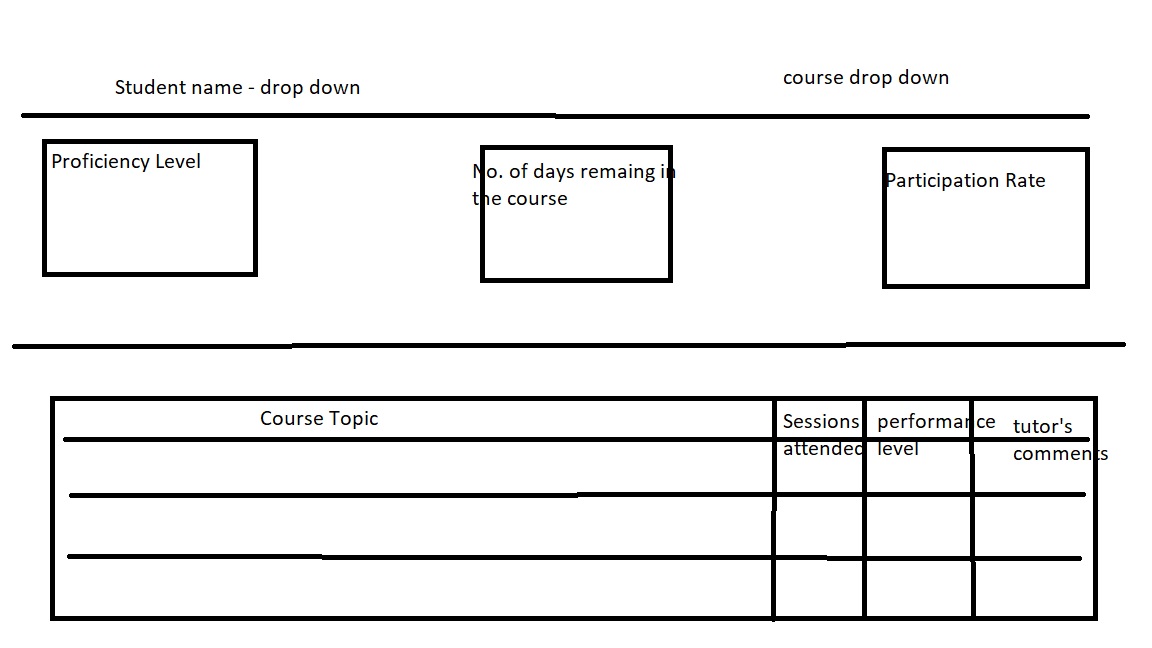 Student name - drop down
course drop down
Proficiency Level
No. of days remaing in
the course
Participation Rate
Course Topic
Sessions
attended
performance
level
tutor's
comments